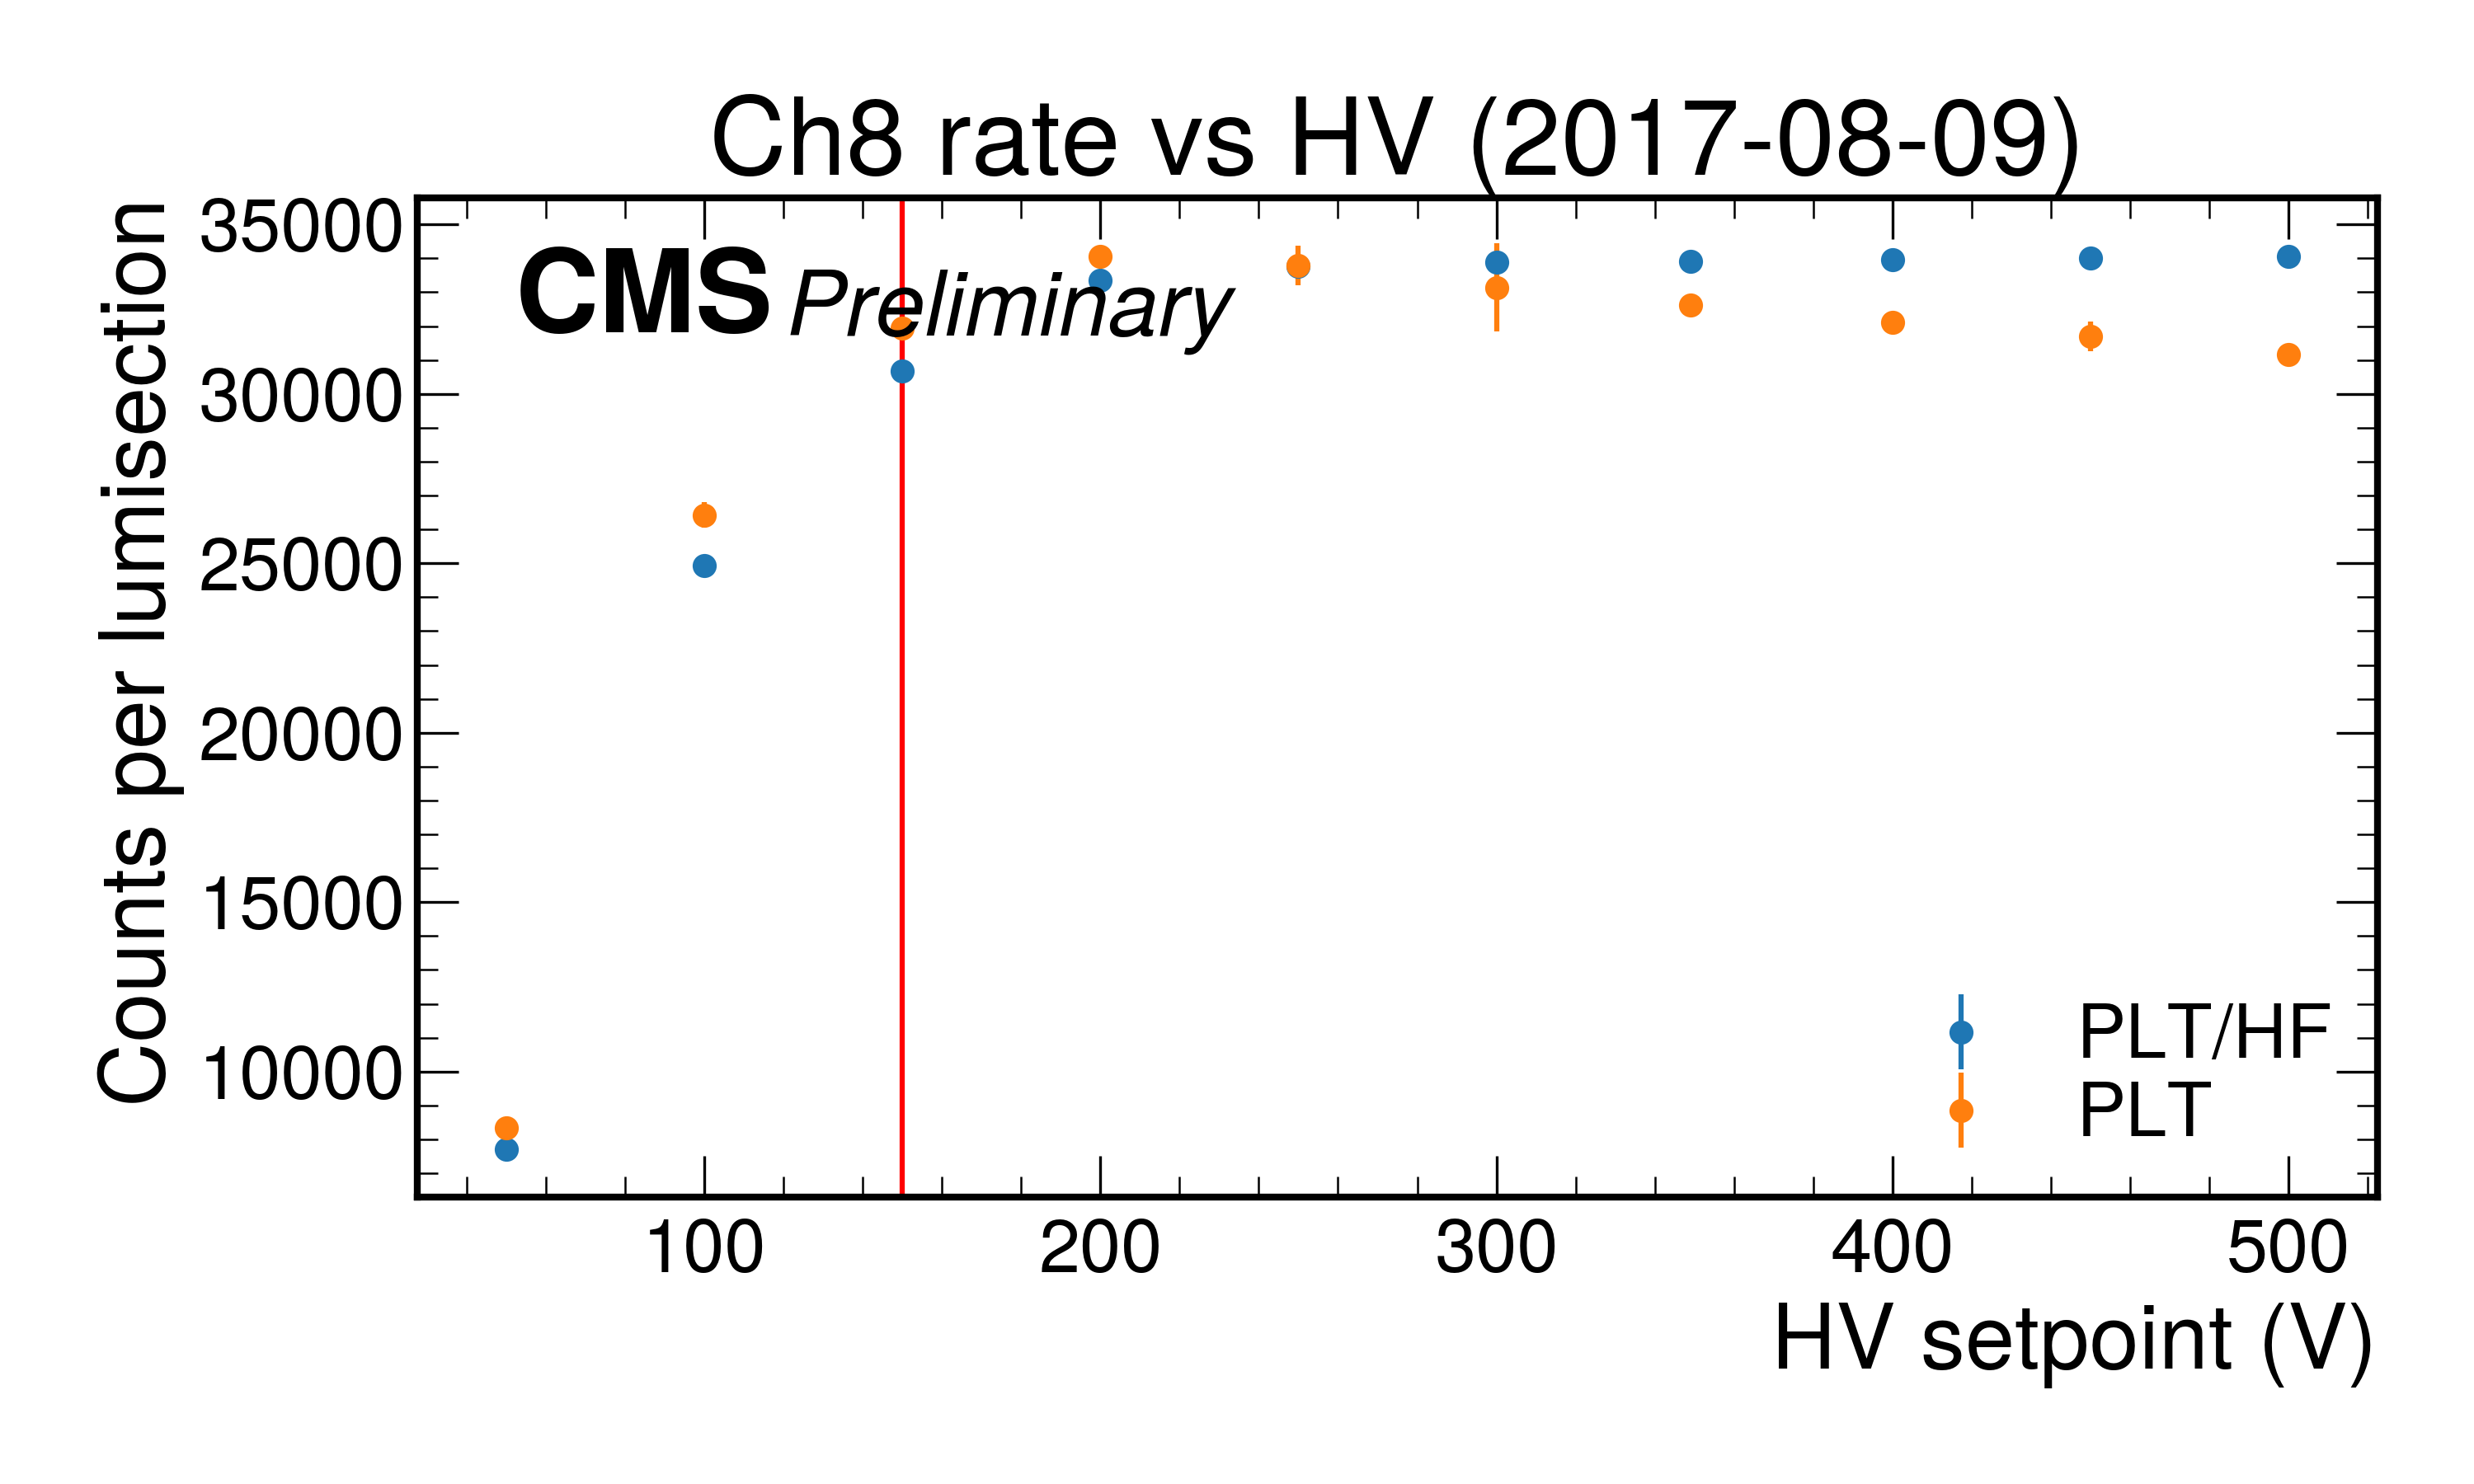 Ch8 rate vs HV (2017-08-09)
CMS Preliminary
Counts per lumisection
35000
30000
25000
20000
15000
10000
PLT/HF
PLT
100 200 300 400 500
HV setpoint (V)